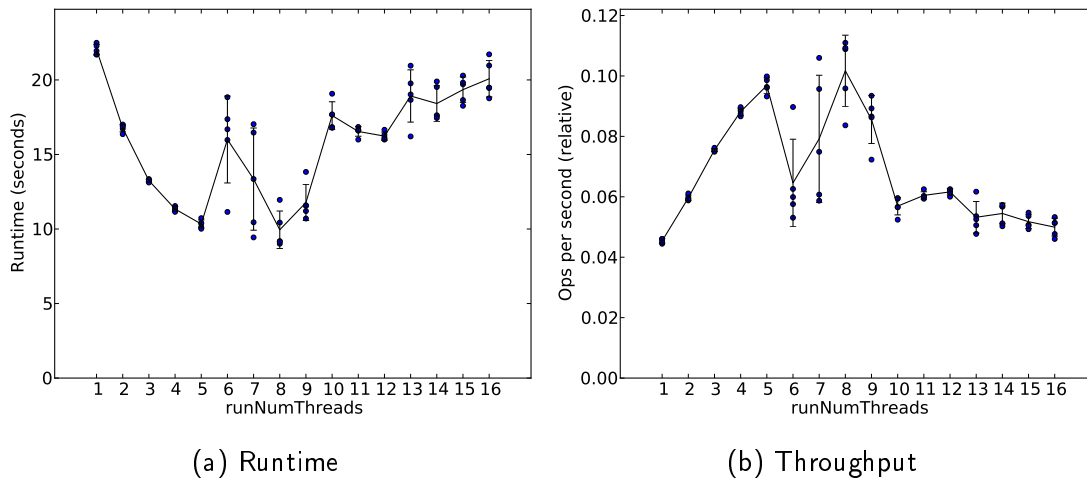 Runtime (seconds)
20
15
10
5
0
1 2 3 4 5 6 7 8 9 10 11 12 13 14 15 16
runNumThreads
(a) Runtime
Ops per second (relative)
0.12
0.10
0.08
0.06
0.04
0.02
0.00
1 2 3 4 5 6 7 8 9 10 11 12 13 14 15 16
runNumThreads
(b) Throughput